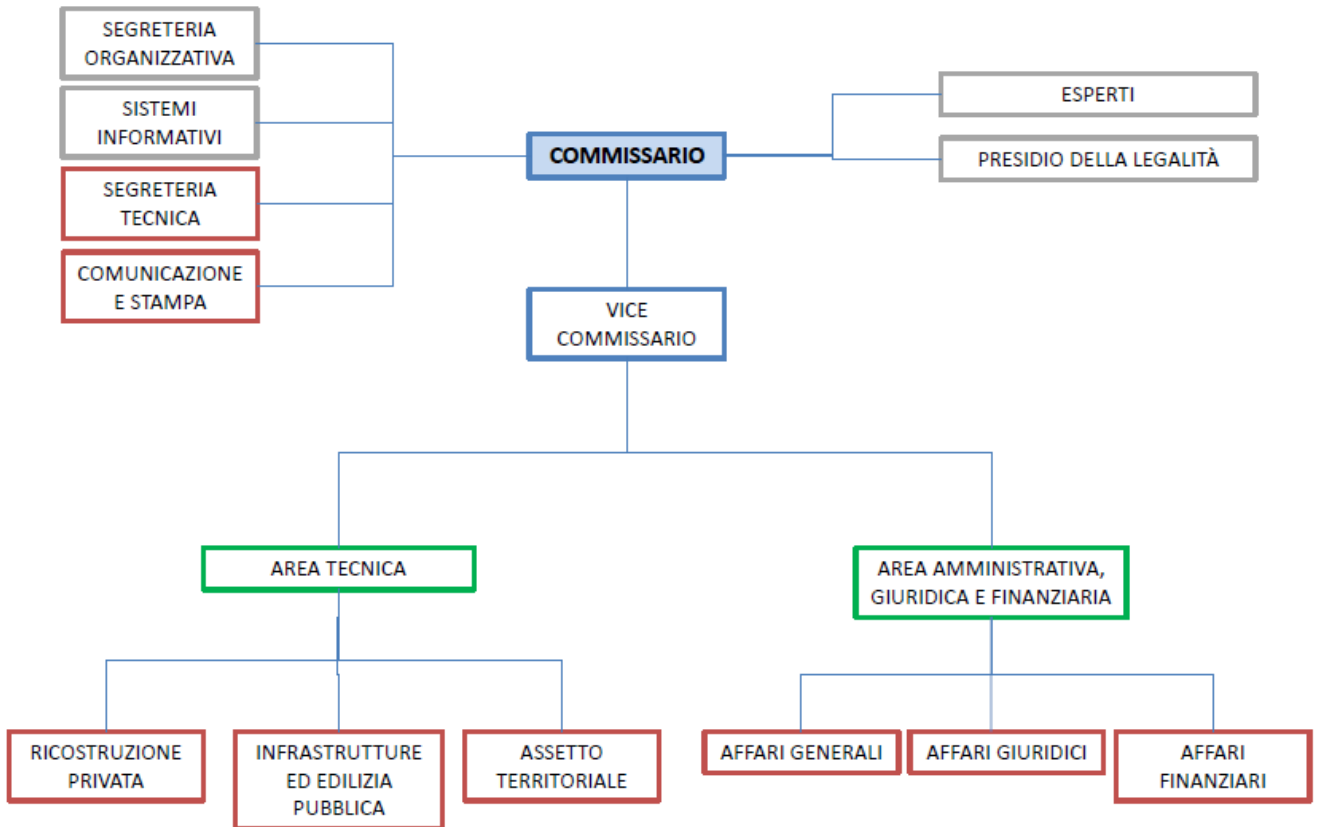 SEGRETERIA
ORGANIZZATIVA
SISTEMI
INFORMATIVI
SEGRETERIA
TECNICA
COMUNICAZIONE
E STAMPA
COMMISSARIO
ESPERTI
PRESIDIO DELLA LEGALITÀ
VICE
COMMISSARIO
AREA TECNICA
AREA AMMINISTRATIVA,
GIURIDICA E FINANZIARIA
RICOSTRUZIONE
PRIVATA
INFRASTRUTTURE
ED EDILIZIA
PUBBLICA
ASSETTO
TERRITORIALE
AFFARI GENERALI
AFFARI GIURIDICI
AFFARI
FINANZIARI